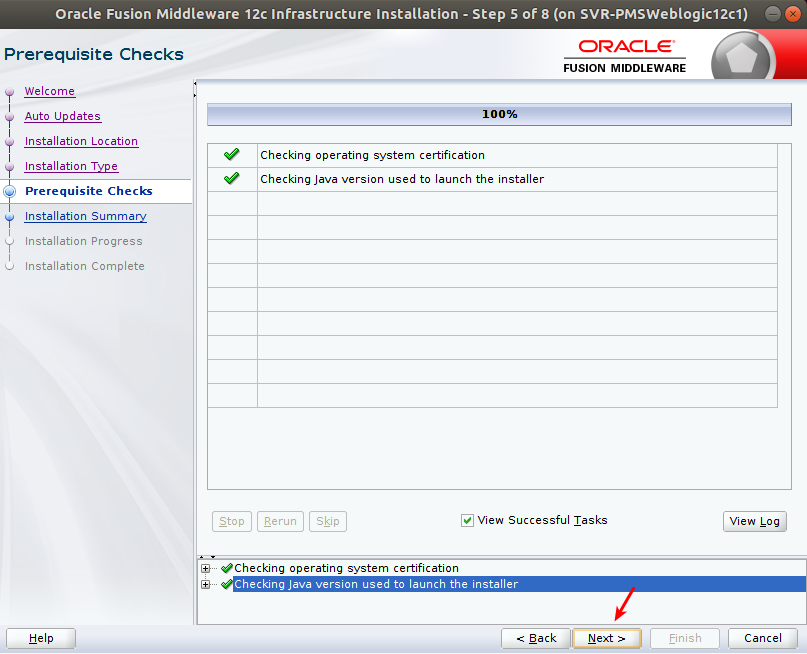 Oracle Fusion Middleware 12c Infrastructure Installation - Step 5 of 8 (on SVR-PMSWeblogic12c1)
Prerequisite Checks
ORACLE®
FUSION MIDDLEWARE
Welcome
Auto Updates
Installation Location
Installation Type
Prerequisite Checks
Installation Summary
Installation Progress
Installation Complete
100%
Checking operating system certification
Checking Java version used to launch the installer
Stop
Rerun
Skip
View Successful Tasks
View Log
Checking operating system certification
Checking Java version used to launch the installer
Help
< Back
Next >
Finish
Cancel